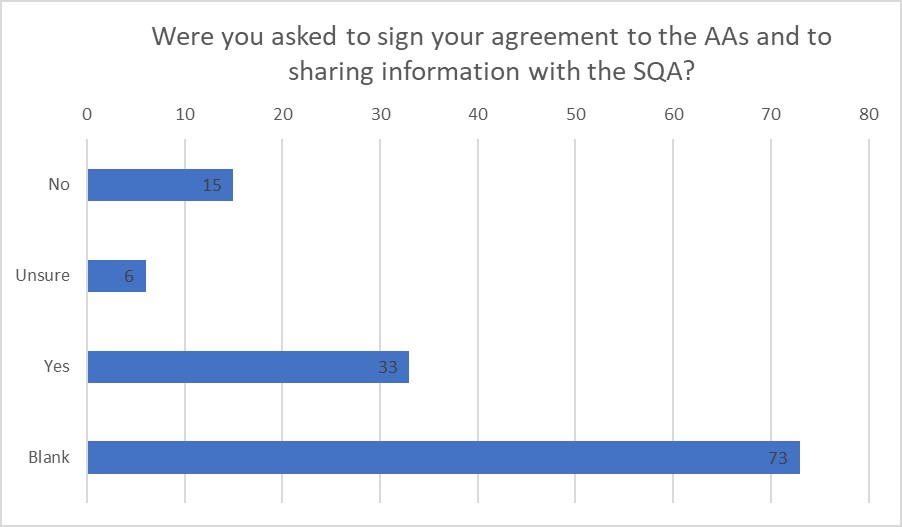 Were you asked to sign your agreement to the AAs and to
sharing information with the SQA?
0 10 20 30 40 50 60 70 80
No 15
Unsure 6
Yes 33
Blank 73